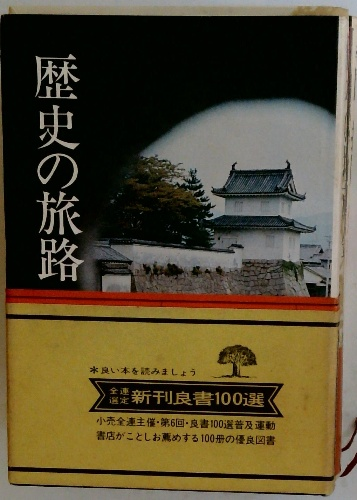 歴史の旅路
*良い本を読みましょう
全連
選定 新刊良書100選
小売全連主催・第6回・良書100選普及運動
書店がことしお薦めする100冊の優良図書